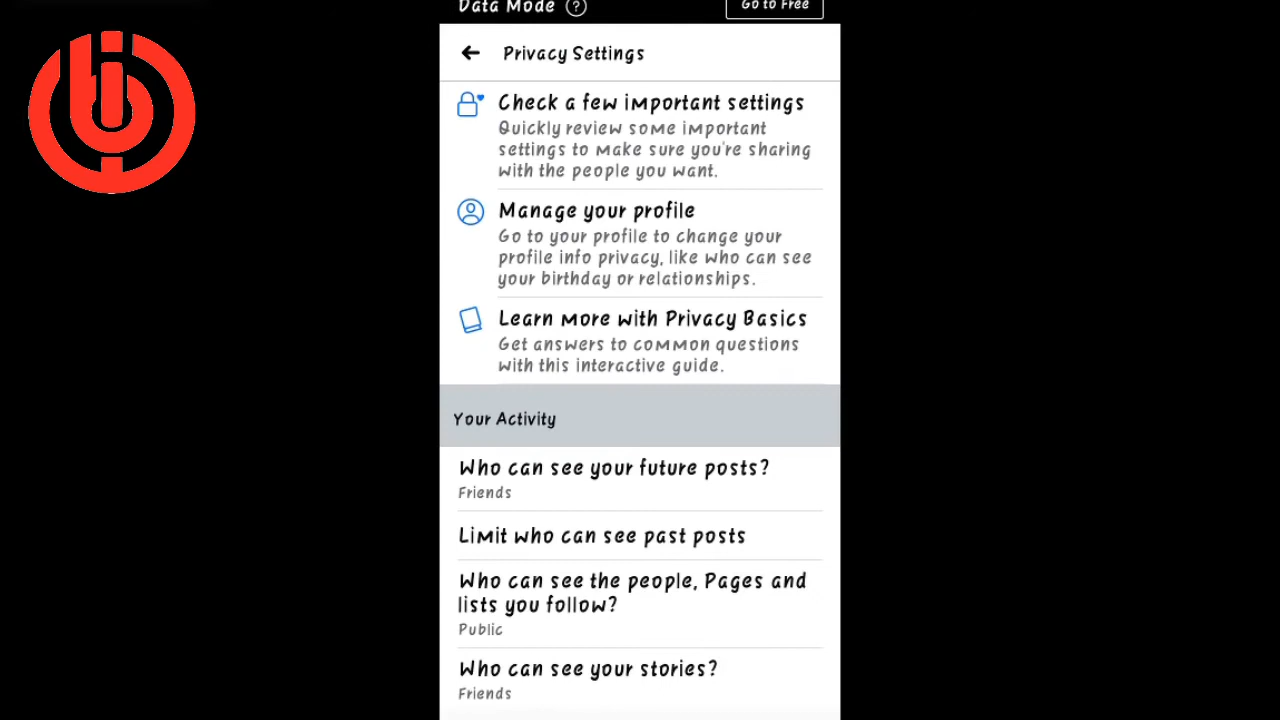 Data Mode ?
Go to Free
Privacy Settings
Check a few important settings
Quickly review some important
settings to make sure you're sharing
with the people you want.
Manage your profile
Go to your profile to change your
profile info privacy, like who can see
your birthday or relationships.
Learn more with Privacy Basics
Get answers to common questions
with this interactive guide.
Your Activity
Who can see your future posts?
Friends
Limit who can see past posts
Who can see the people, Pages and
lists you follow?
Public
Who can see your stories?
Friends